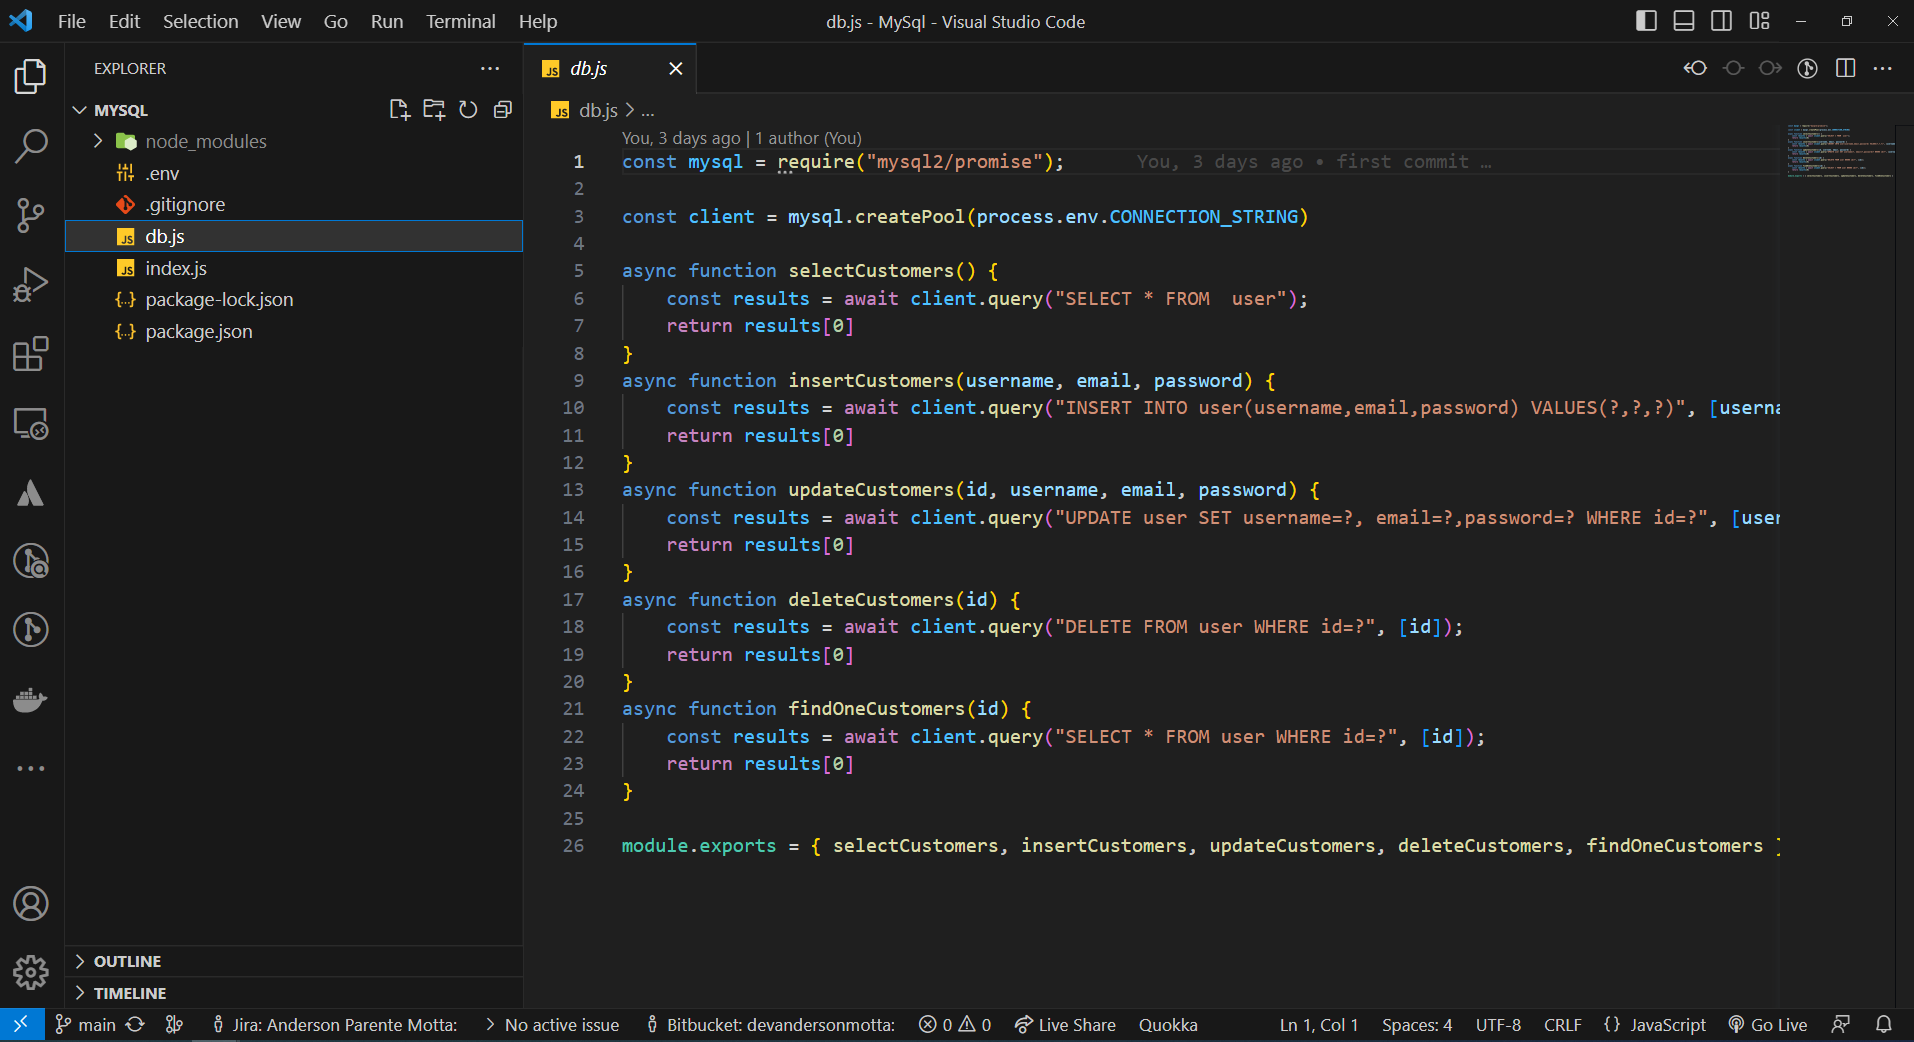 File Edit Selection View Go Run Terminal Help
db.js - MySql - Visual Studio Code
EXPLORER
MYSQL
node_modules
.env
.gitignore
JS db.js
JS index.js
{..} package-lock.json
{..} package.json
OUTLINE
TIMELINE
JS db.js
JS db.js > ...
You, 3 days ago | 1 author (You)
1 const mysql = require("mysql2/promise"); You, 3 days ago • first commit …
2
3 const client = mysql.createPool(process.env.CONNECTION_STRING)
4
5 async function selectCustomers() {
6 const results = await client.query("SELECT * FROM  user");
7 return results[0]
8 }
9 async function insertCustomers(username, email, password) {
10 const results = await client.query("INSERT INTO user(username,email,password) VALUES(?,?,?)", [userna
11 return results[0]
12 }
13 async function updateCustomers(id, username, email, password) {
14 const results = await client.query("UPDATE user SET username=?, email=?,password=? WHERE id=?", [user
15 return results[0]
16 }
17 async function deleteCustomers(id) {
18 const results = await client.query("DELETE FROM user WHERE id=?", [id]);
19 return results[0]
20 }
21 async function findOneCustomers(id) {
22 const results = await client.query("SELECT * FROM user WHERE id=?", [id]);
23 return results[0]
24 }
25
26 module.exports = { selectCustomers, insertCustomers, updateCustomers, deleteCustomers, findOneCustomers }
main Jira: Anderson Parente Motta: > No active issue Bitbucket: devandersonmotta: 0 0 Live Share Quokka Ln 1, Col 1 Spaces: 4 UTF-8 CRLF {} JavaScript Go Live